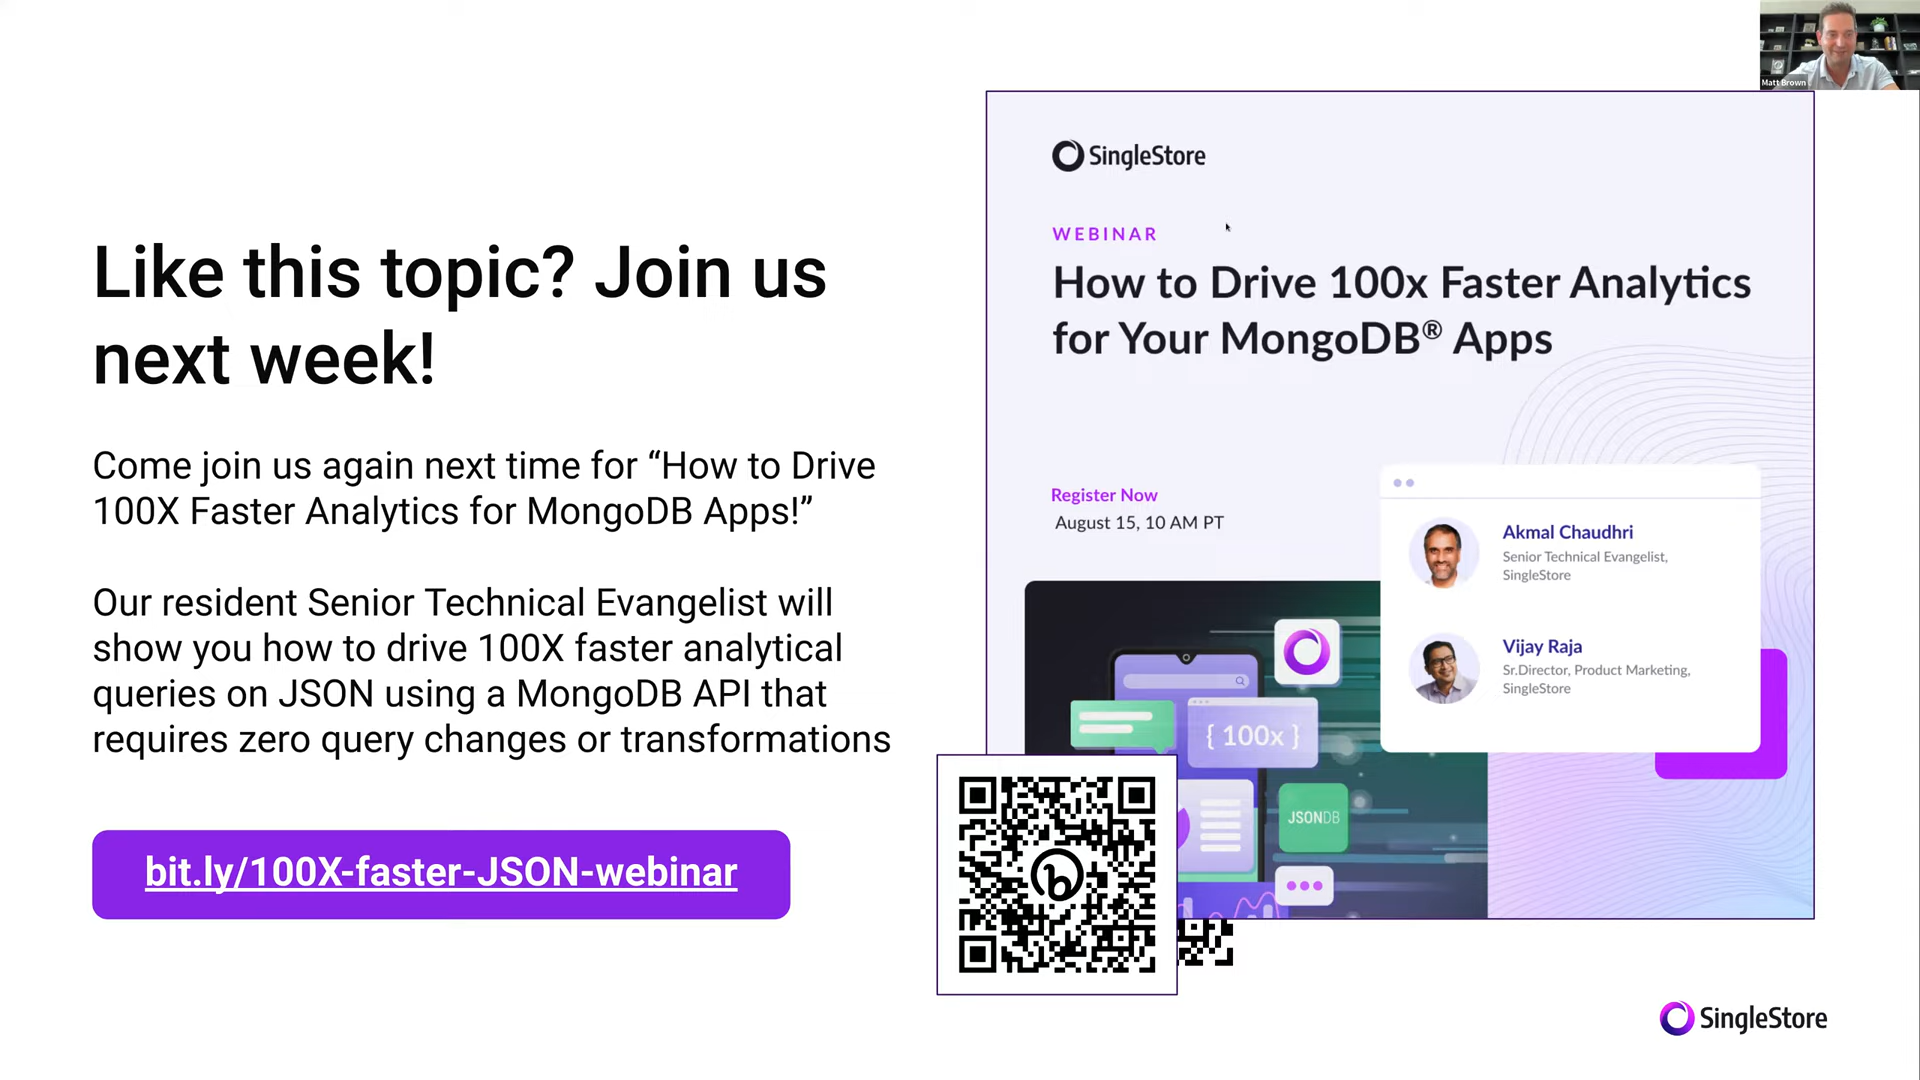 Matt Brown
Like this topic? Join us
next week!
Come join us again next time for “How to Drive
100X Faster Analytics for MongoDB Apps!”
Our resident Senior Technical Evangelist will
show you how to drive 100X faster analytical
queries on JSON using a MongoDB API that
requires zero query changes or transformations
bit.ly/100X-faster-JSON-webinar
SingleStore
WEBINAR
How to Drive 100x Faster Analytics
for Your MongoDB® Apps
Register Now
August 15, 10 AM PT
Akmal Chaudhri
Senior Technical Evangelist,
SingleStore
Vijay Raja
Sr.Director, Product Marketing,
SingleStore
{ 100x }
JSONDB
SingleStore